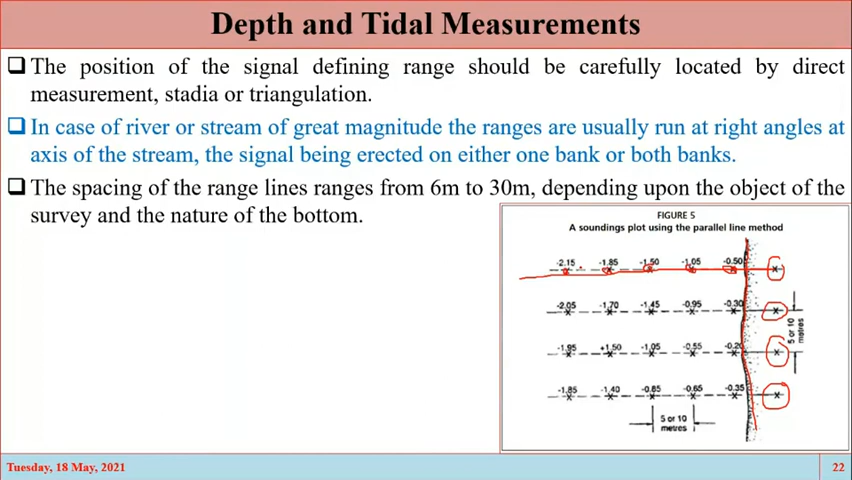 Depth and Tidal Measurements
The position of the signal defining range should be carefully located by direct
measurement, stadia or triangulation.
In case of river or stream of great magnitude the ranges are usually run at right angles at
axis of the stream, the signal being erected on either one bank or both banks.
The spacing of the range lines ranges from 6m to 30m, depending upon the object of the
survey and the nature of the bottom.
FIGURE 5
A soundings plot using the parallel line method
-2.15 -1.85 -1.50 -1.05 -0.50
-2.05 -1.70 -1.45 -0.95 -0.30
5 or 10
metres
-1.95 +1.50 -1.05 -0.55 -0.20
-1.85 -1.40 -0.85 -0.65 -0.35
5 or 10
metres
Tuesday, 18 May, 2021
22